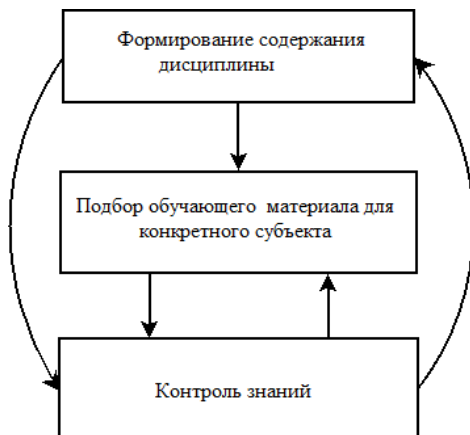 Формирование содержания
дисциплины
Подбор обучающего материала для
конкретного субъекта
Контроль знаний